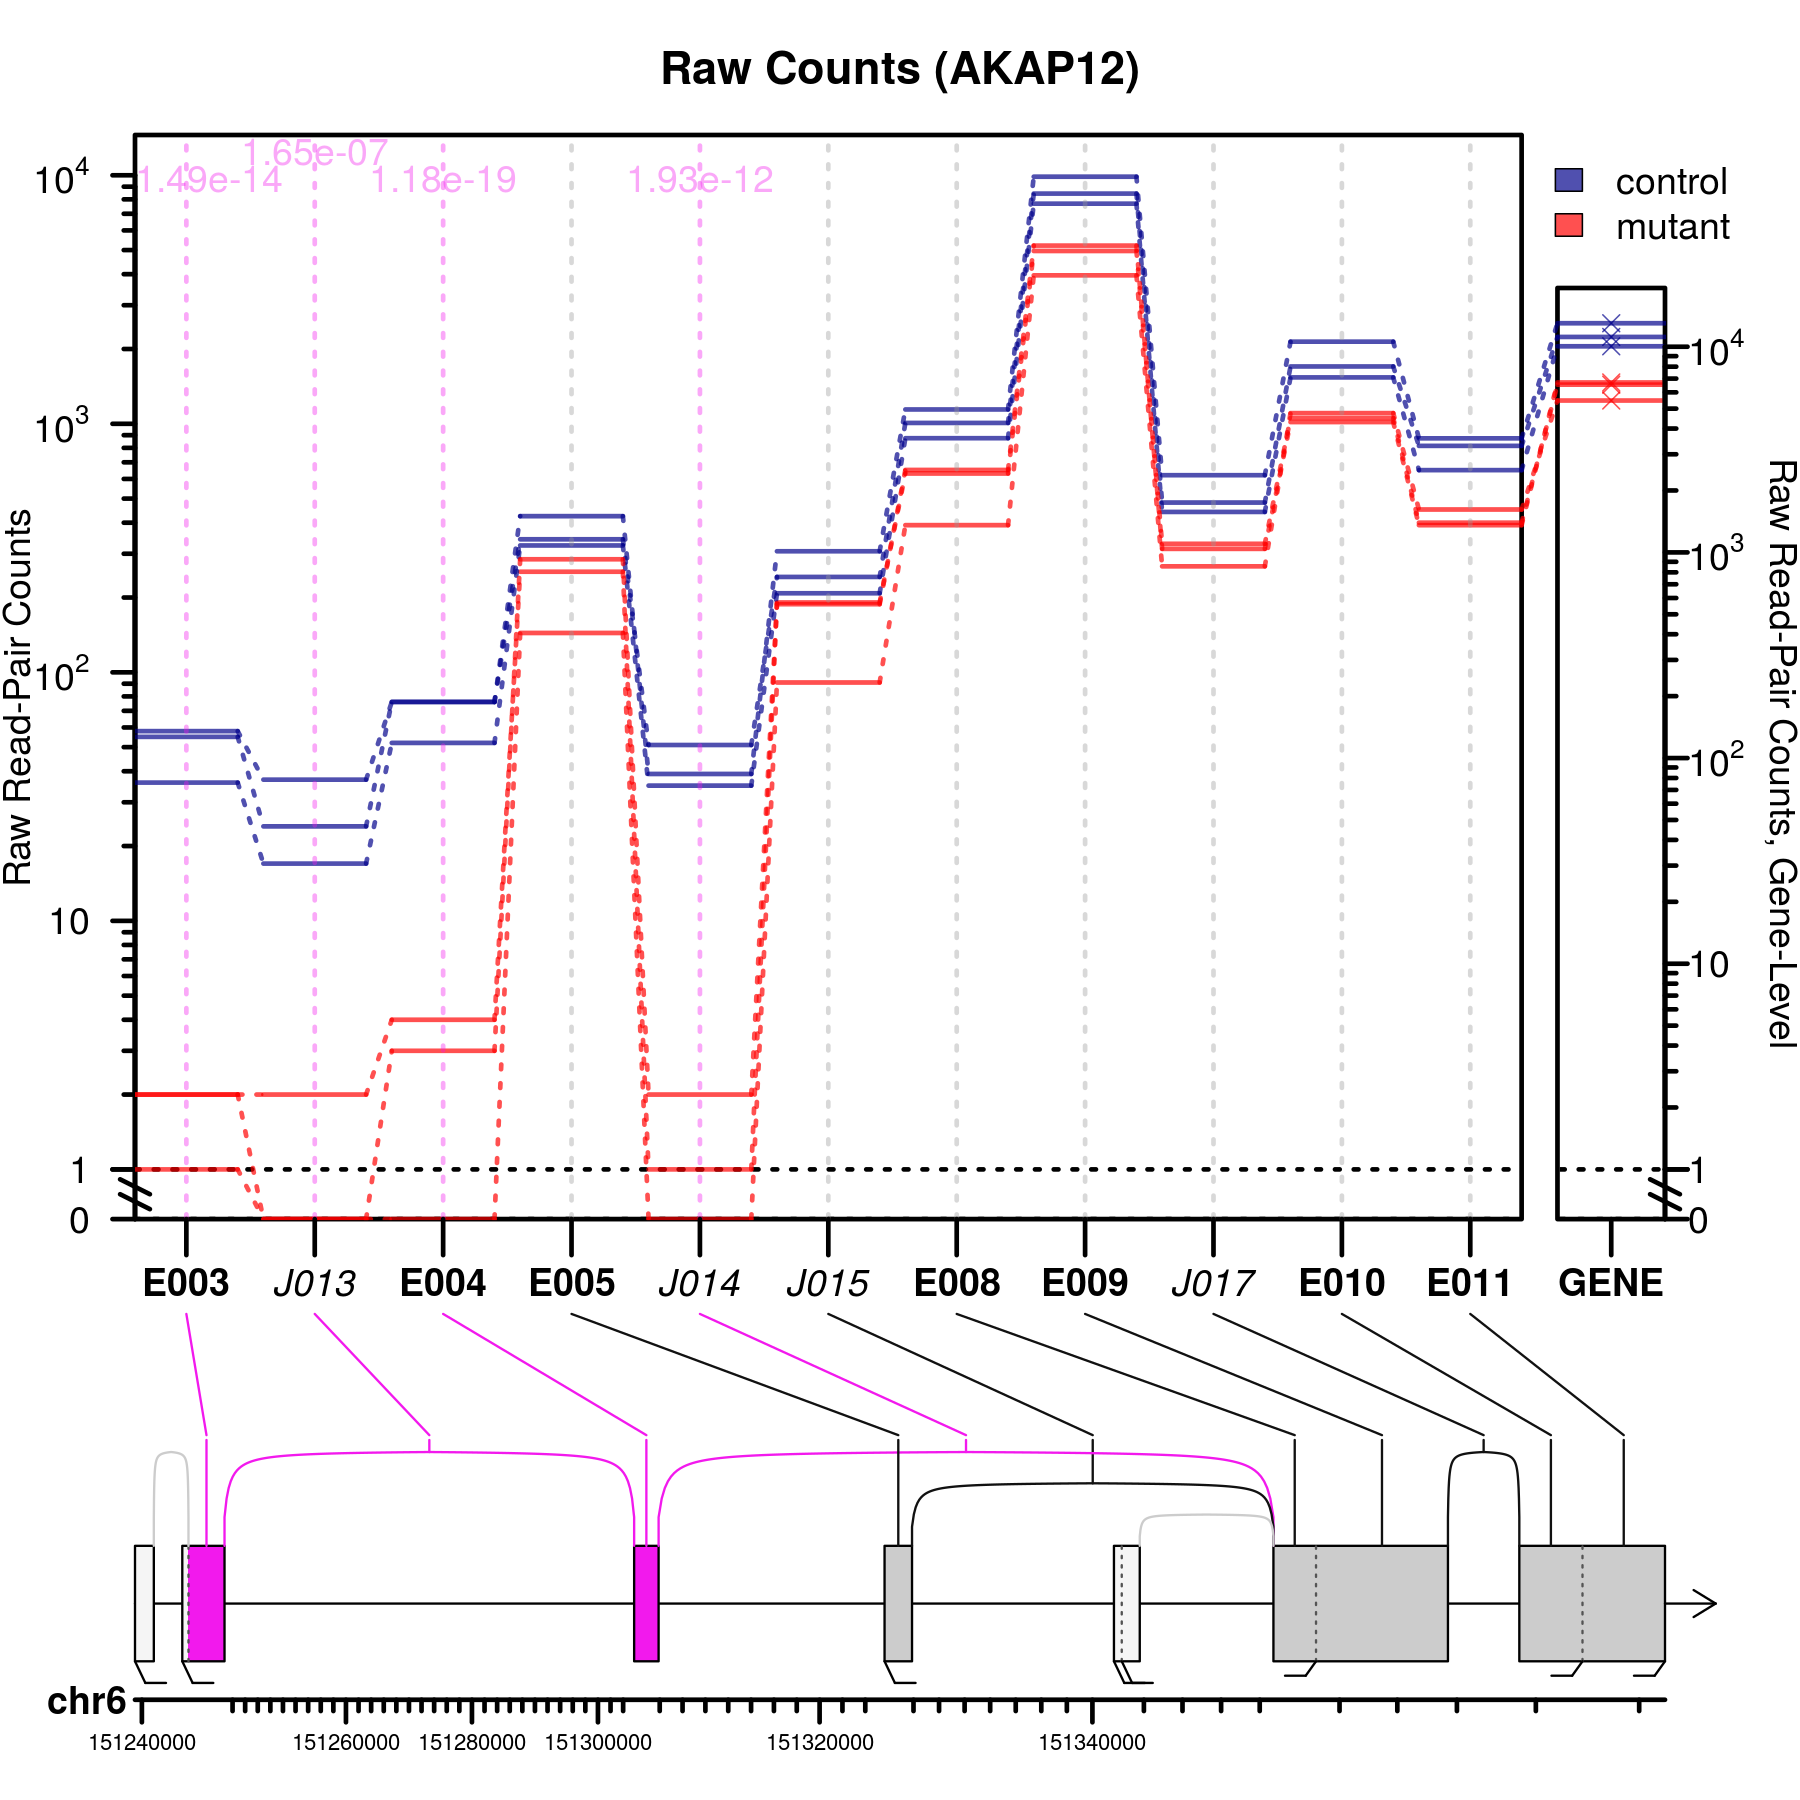 Raw Counts (AKAP12)
1.65e-07
1.49e-14 1.18e-19 1.93e-12
control
mutant
Raw Read-Pair Counts
10^4
10^3
10^2
10
1
0
10^4
10^3
10^2
10
1
0
Raw Read-Pair Counts, Gene-Level
E003 J013 E004 E005 J014 J015 E008 E009 J017 E010 E011 GENE
chr6
151240000 151260000 151280000 151300000 151320000 151340000